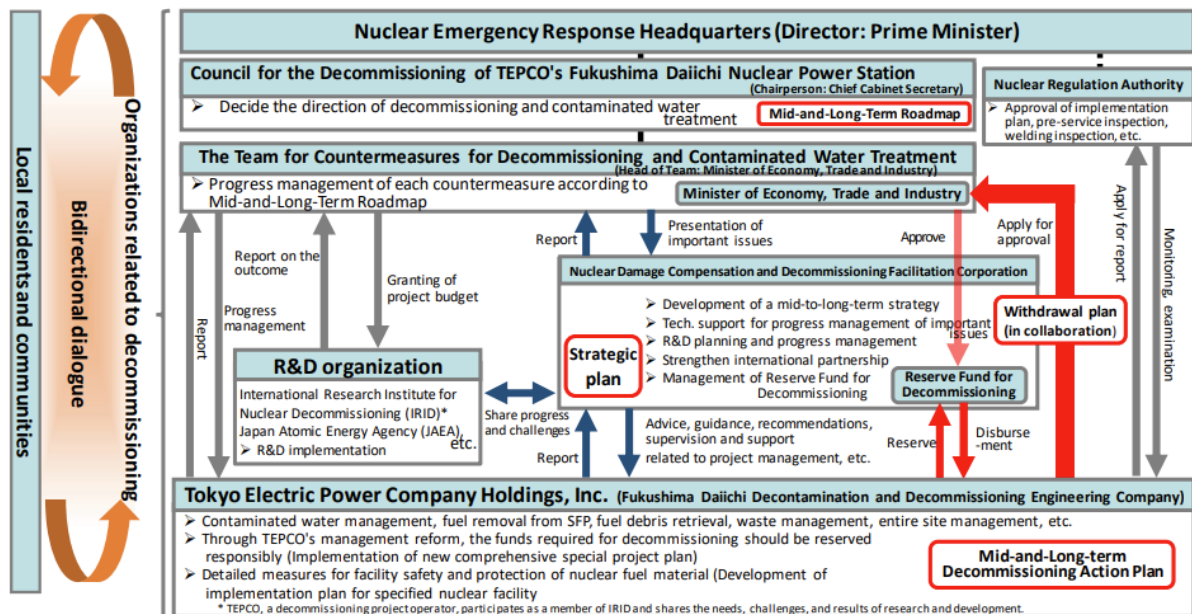 Local residents and communities
Bidirectional dialogue
Organizations related to decommissioning
Nuclear Emergency Response Headquarters (Director: Prime Minister)
Council for the Decommissioning of TEPCO's Fukushima Daiichi Nuclear Power Station
(Chairperson: Chief Cabinet Secretary)
➢ Decide the direction of decommissioning and contaminated water
treatment
Mid-and-Long-Term Roadmap
Nuclear Regulation Authority
➢ Approval of implementation
plan, pre-service inspection,
welding inspection, etc.
The Team for Countermeasures for Decommissioning and Contaminated Water Treatment
(Head of Team: Minister of Economy, Trade and Industry)
➢ Progress management of each countermeasure according to
Mid-and-Long-Term Roadmap
Minister of Economy, Trade and Industry
Report
Progress
management
Report on the
outcome
Granting of
project budget
Report
Presentation of
important issues
Approve
Apply for
approval
Apply for report
Monitoring, examination
Nuclear Damage Compensation and Decommissioning Facilitation Corporation
➢ Development of a mid-to-long-term strategy
➢ Tech. support for progress management of important
issues
➢ R&D planning and progress management
➢ Strengthen international partnership
➢ Management of Reserve Fund for
Decommissioning
Strategic
plan
Reserve Fund for
Decommissioning
Withdrawal plan
(in collaboration)
R&D organization
International Research Institute for
Nuclear Decommissioning (IRID)*
Japan Atomic Energy Agency (JAEA),
etc.
➢ R&D implementation
Share progress
and challenges
Report
Advice, guidance, recommendations,
supervision and support
related to project management, etc.
Reserve
Disburse
-ment
Tokyo Electric Power Company Holdings, Inc. (Fukushima Daiichi Decontamination and Decommissioning Engineering Company)
➢ Contaminated water management, fuel removal from SFP, fuel debris retrieval, waste management, entire site management, etc.
➢ Through TEPCO's management reform, the funds required for decommissioning should be reserved
responsibly (Implementation of new comprehensive special project plan)
➢ Detailed measures for facility safety and protection of nuclear fuel material (Development of
implementation plan for specified nuclear facility
Mid-and-Long-term
Decommissioning Action Plan
* TEPCO, a decommissioning project operator, participates as a member of IRID and shares the needs, challenges, and results of research and development.